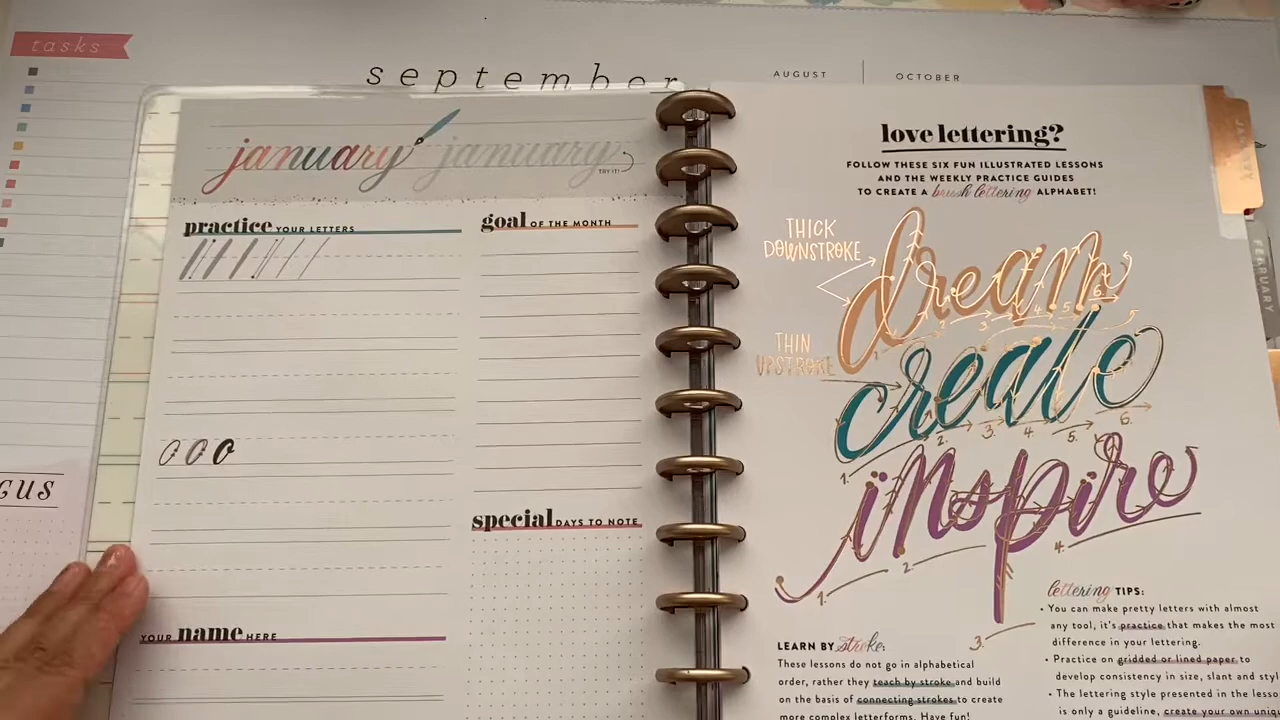 tasks
september
AUGUST
OCTOBER
january january
TRY IT!
practice YOUR LETTERS
goal OF THE MONTH
special DAYS TO NOTE
YOUR name HERE
GUS
love lettering?
FOLLOW THESE SIX FUN ILLUSTRATED LESSONS
AND THE WEEKLY PRACTICE GUIDES
TO CREATE A brush lettering ALPHABET!
THICK
DOWNSTROKE
dream
THIN
UPSTROKE
create
inspire
LEARN BY stroke:
These lessons do not go in alphabetical
order, rather they teach by stroke and build
on the basis of connecting strokes to create
more complex letterforms. Have fun!
lettering TIPS:
• You can make pretty letters with almost
any tool, it's practice that makes the most
difference in your lettering.
• Practice on gridded or lined paper to
develop consistency in size, slant and
• The lettering style presented in the
is only a guideline, create your own
JANUARY
FEBRUARY